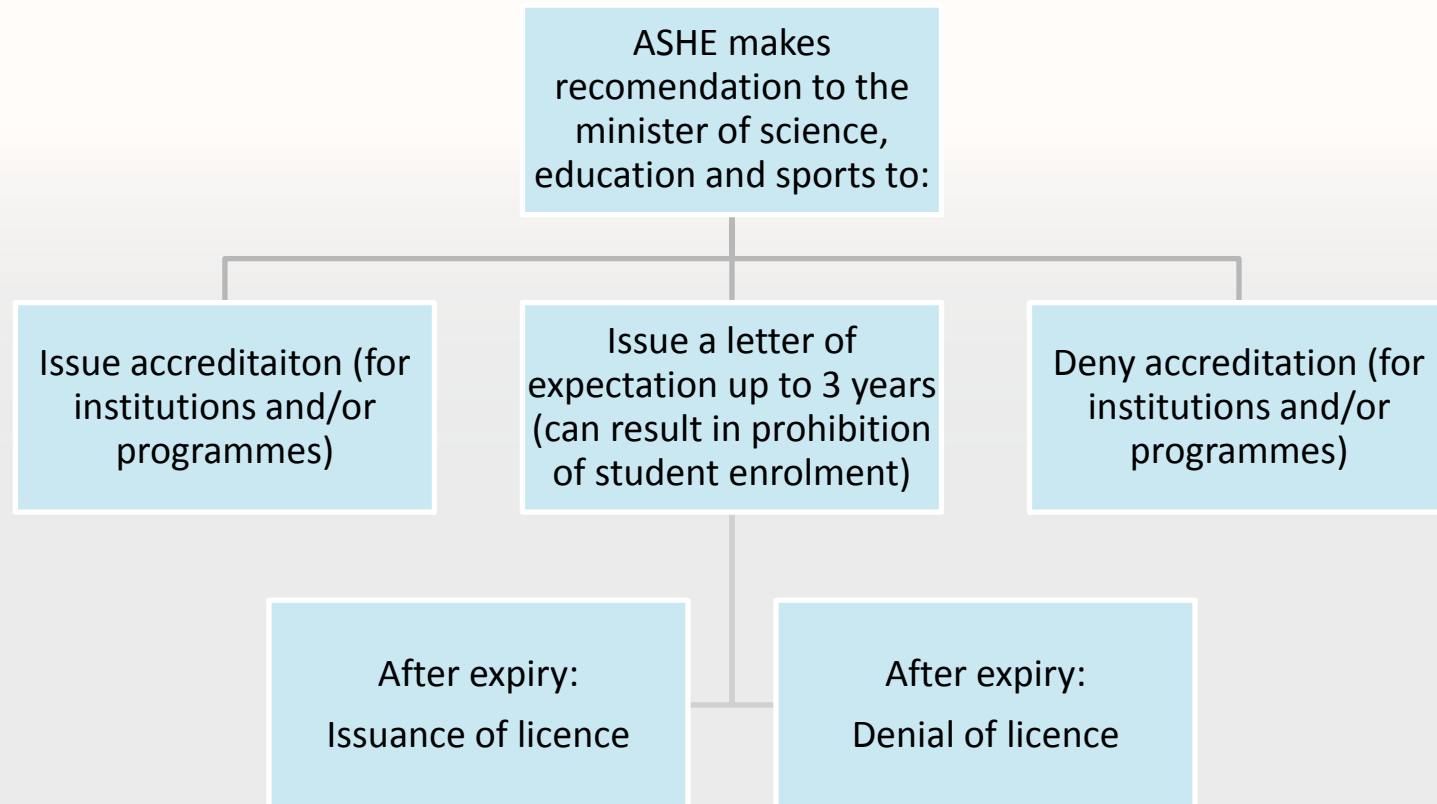 ASHE makes
recomendation to the
minister of science,
education and sports to:
Issue accreditaiton (for
institutions and/or
programmes)
Issue a letter of
expectation up to 3 years
(can result in prohibition
of student enrolment)
Deny accreditation (for
institutions and/or
programmes)
After expiry:
Issuance of licence
After expiry:
Denial of licence